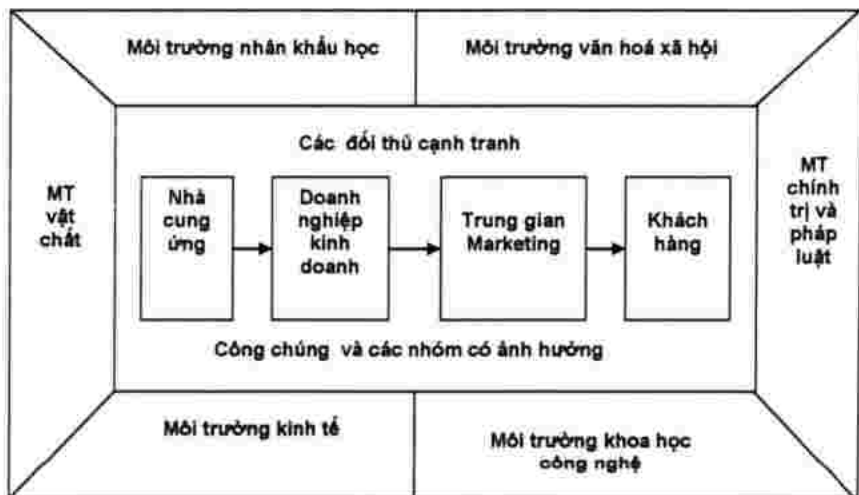 Môi trường nhân khẩu học
Môi trường văn hoá xã hội
Các đối thủ cạnh tranh
MT
vật
chất
Nhà
cung
ứng
Doanh
nghiệp
kinh
doanh
Trung gian
Marketing
Khách
hàng
MT
chính
trị và
pháp
luật
Công chúng và các nhóm có ảnh hưởng
Môi trường kinh tế
Môi trường khoa học
công nghệ